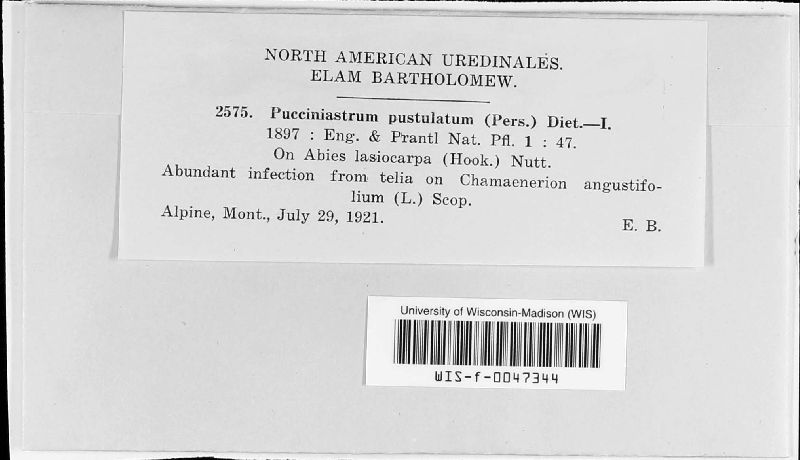 NORTH AMERICAN UREDINALES.
ELAM BARTHOLOMEW.
2575. Pucciniastrum pustulatum (Pers.) Diet.—I.
1897 : Eng. & Prantl Nat. Pfl. 1 : 47.
On Abies lasiocarpa (Hook.) Nutt.
Abundant infection from telia on Chamaenerion angustifo-
lium (L.) Scop.
Alpine, Mont., July 29, 1921.
E. B.
University of Wisconsin-Madison (WIS)
WIS-f-0047344